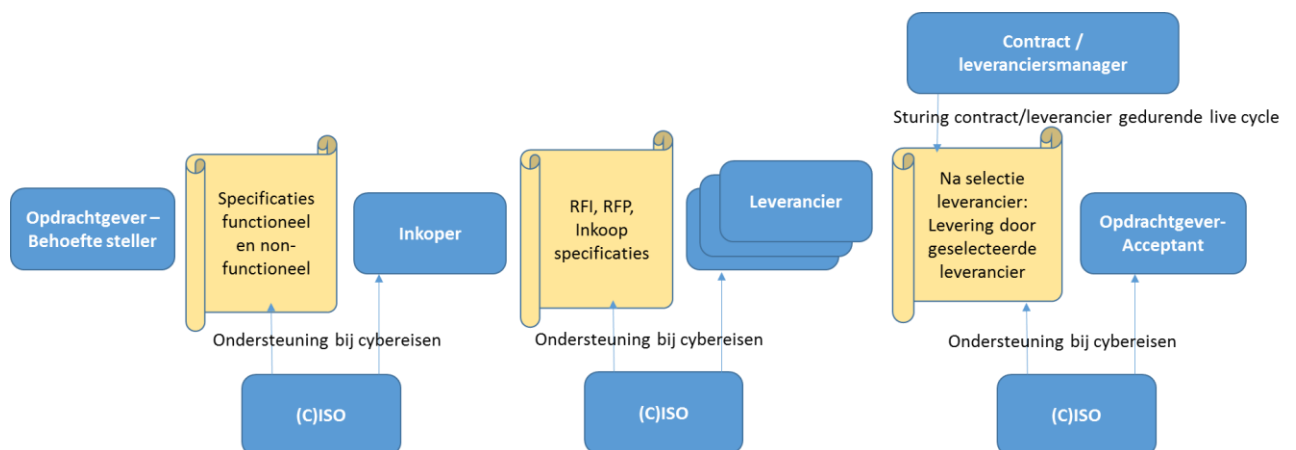 Contract /
leveranciersmanager
Sturing contract/leverancier gedurende live cycle
Opdrachtgever –
Behoefte steller
Specificaties
functioneel
en non-
functioneel
Inkoper
RFI, RFP,
Inkoop
specificaties
Leverancier
Na selectie
leverancier:
Levering door
geselecteerde
leverancier
Opdrachtgever-
Acceptant
Ondersteuning bij cybereisen
Ondersteuning bij cybereisen
Ondersteuning bij cybereisen
(C)ISO
(C)ISO
(C)ISO